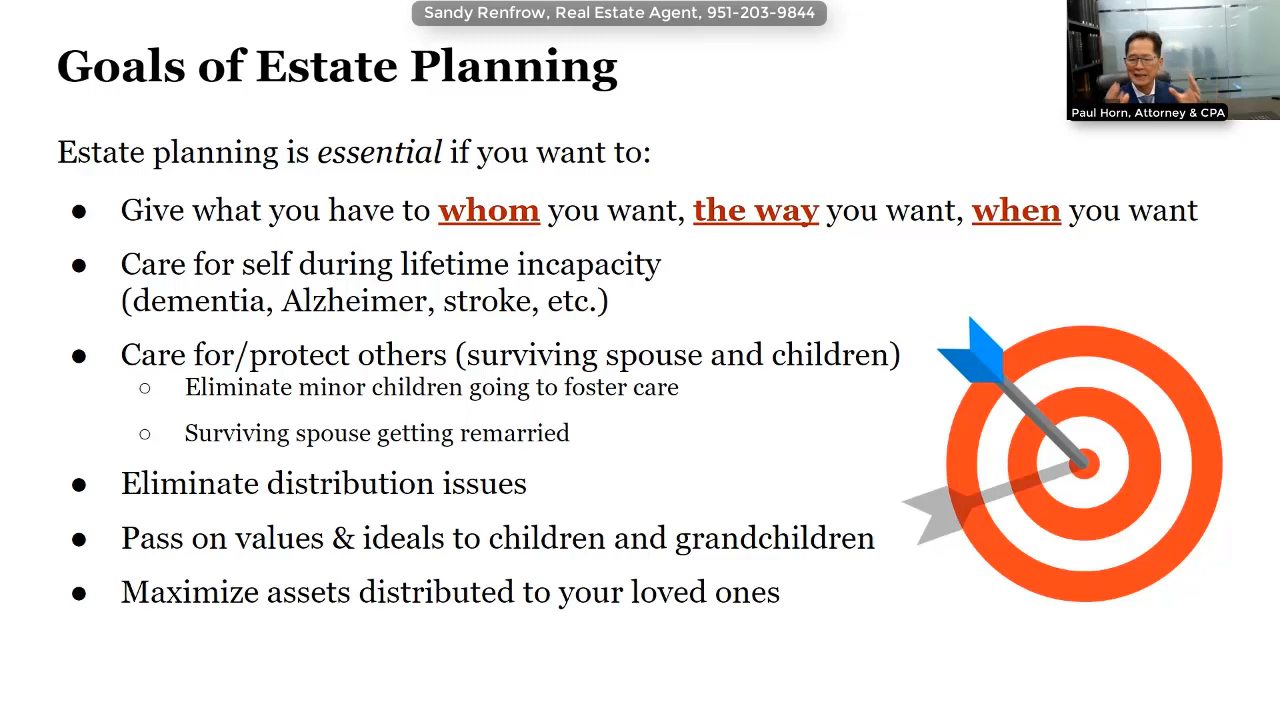 Sandy Renfrow, Real Estate Agent, 951-203-9844
Goals of Estate Planning
Paul Horn, Attorney & CPA
Estate planning is essential if you want to:
● Give what you have to whom you want, the way you want, when you want
● Care for self during lifetime incapacity
(dementia, Alzheimer, stroke, etc.)
● Care for/protect others (surviving spouse and children)
○ Eliminate minor children going to foster care
○ Surviving spouse getting remarried
● Eliminate distribution issues
● Pass on values & ideals to children and grandchildren
● Maximize assets distributed to your loved ones